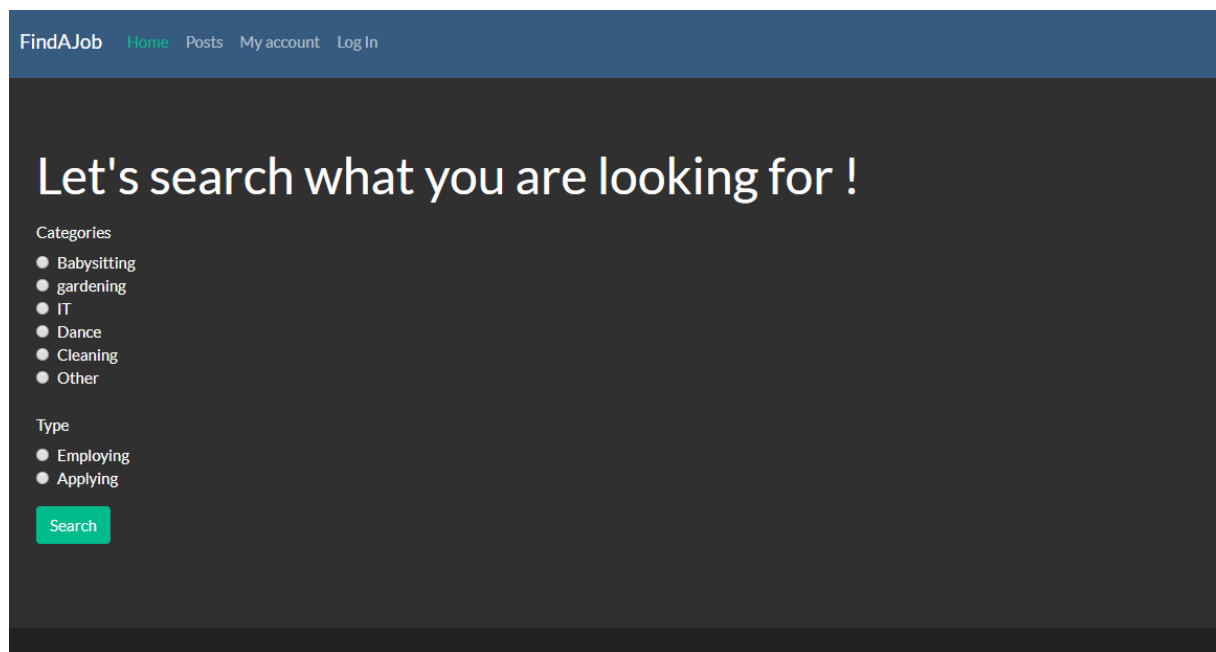 FindAJob Home Posts My account Log In
Let's search what you are looking for !
Categories
Babysitting
gardening
IT
Dance
Cleaning
Other
Type
Employing
Applying
Search